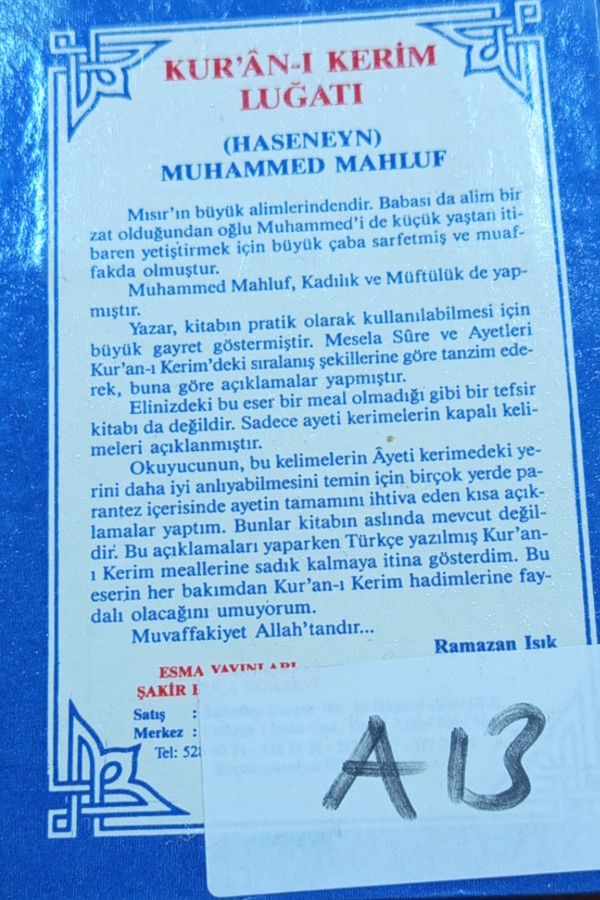 KUR'ÂN-I KERİM
LUĞATI
(HASENEYN)
MUHAMMED MAHLUF
Mısır'ın büyük alimlerindendir. Babası da alim bir
zat olduğundan oğlu Muhammed'i de küçük yaştan iti-
baren yetiştirmek için büyük çaba sarfetmiş ve muaf-
fakda olmuştur.
Muhammed Mahluf, Kadılık ve Müftülük de yap-
mıştır.
Yazar, kitabın pratik olarak kullanılabilmesi için
büyük gayret göstermiştir. Mesela Sûre ve Ayetleri
Kur'an-ı Kerim'deki sıralanış şekillerine göre tanzim ede-
rek, buna göre açıklamalar yapmıştır.
Elinizdeki bu eser bir meal olmadığı gibi bir tefsir
kitabı da değildir. Sadece ayeti kerimelerin kapalı keli-
meleri açıklanmıştır.
Okuyucunun, bu kelimelerin Âyeti kerimedeki ye-
rini daha iyi anlıyabilmesini temin için birçok yerde pa-
rantez içerisinde ayetin tamamını ihtiva eden kısa açık-
lamalar yaptım. Bunlar kitabın aslında mevcut değil-
dir. Bu açıklamaları yaparken Türkçe yazılmış Kur'an-
ı Kerim meallerine sadık kalmaya itina gösterdim. Bu
eserin her bakımdan Kur'an-ı Kerim hadimlerine fay-
dalı olacağını umuyorum.
Muvaffakiyet Allah'tandır...
Ramazan Işık
ESMA YAYINLARI
ŞAKİR
Satış :
Merkez :
Tel: 528
A13